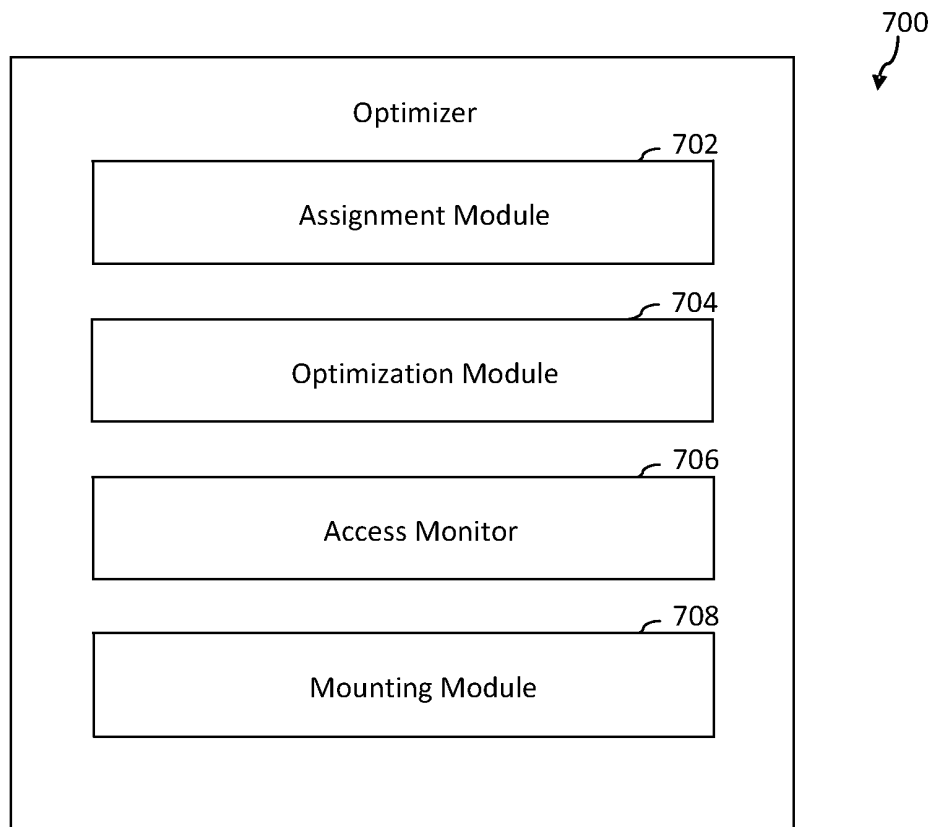 700
Optimizer
702
Assignment Module
704
Optimization Module
706
Access Monitor
708
Mounting Module